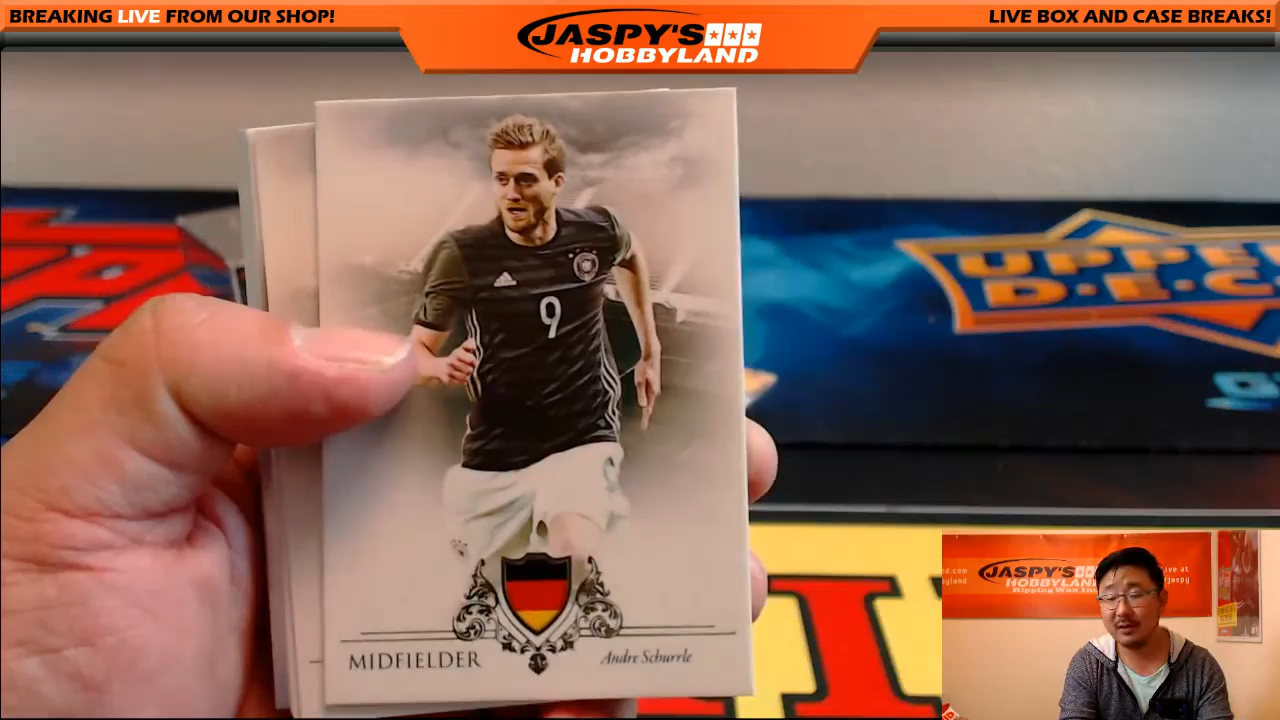 BREAKING LIVE FROM OUR SHOP!
JASPY'S
HOBBYLAND
LIVE BOX AND CASE BREAKS!
9
UPPE
D·E·C
MIDFIELDER
Andre Schurrle
JASPY'S
HOBBYLAND
Ripping Wax